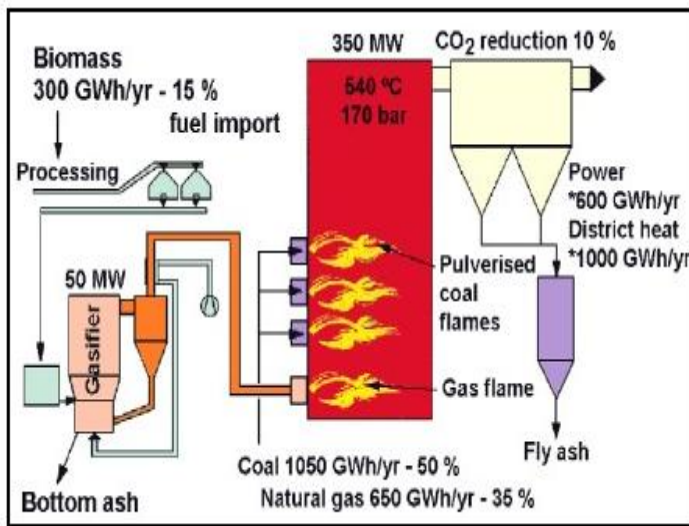 Biomass
300 GWh/yr - 15 %
fuel import
Processing
350 MW
540 ºC
170 bar
CO2 reduction 10 %
Power
*600 GWh/yr
District heat
*1000 GWh/yr
50 MW
Gasifier
Pulverised
coal
flames
Gas flame
Fly ash
Coal 1050 GWh/yr - 50 %
Natural gas 650 GWh/yr - 35 %
Bottom ash